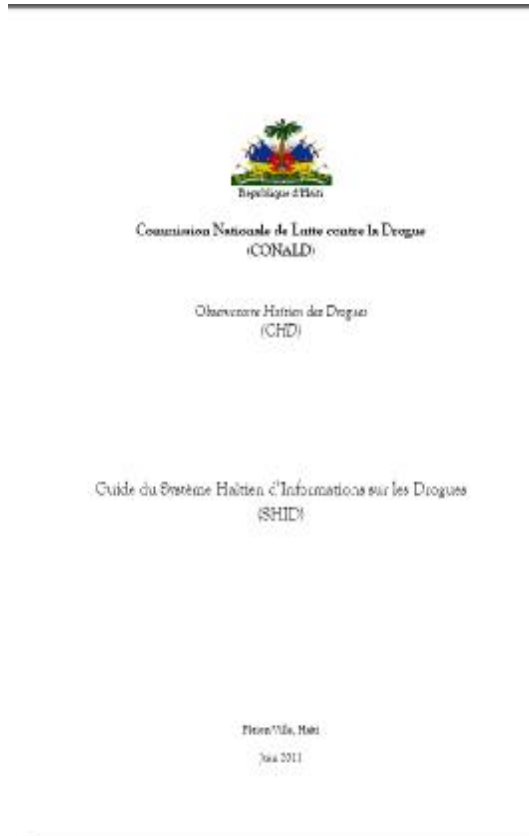 République d'Haïti
Commission Nationale de Lutte contre la Drogue
(CONALD)
Observatoire Haïtien des Drogues
(OHD)
Guide du Système Haïtien d'Informations sur les Drogues
(SHID)
Pétion Ville, Haïti
2011